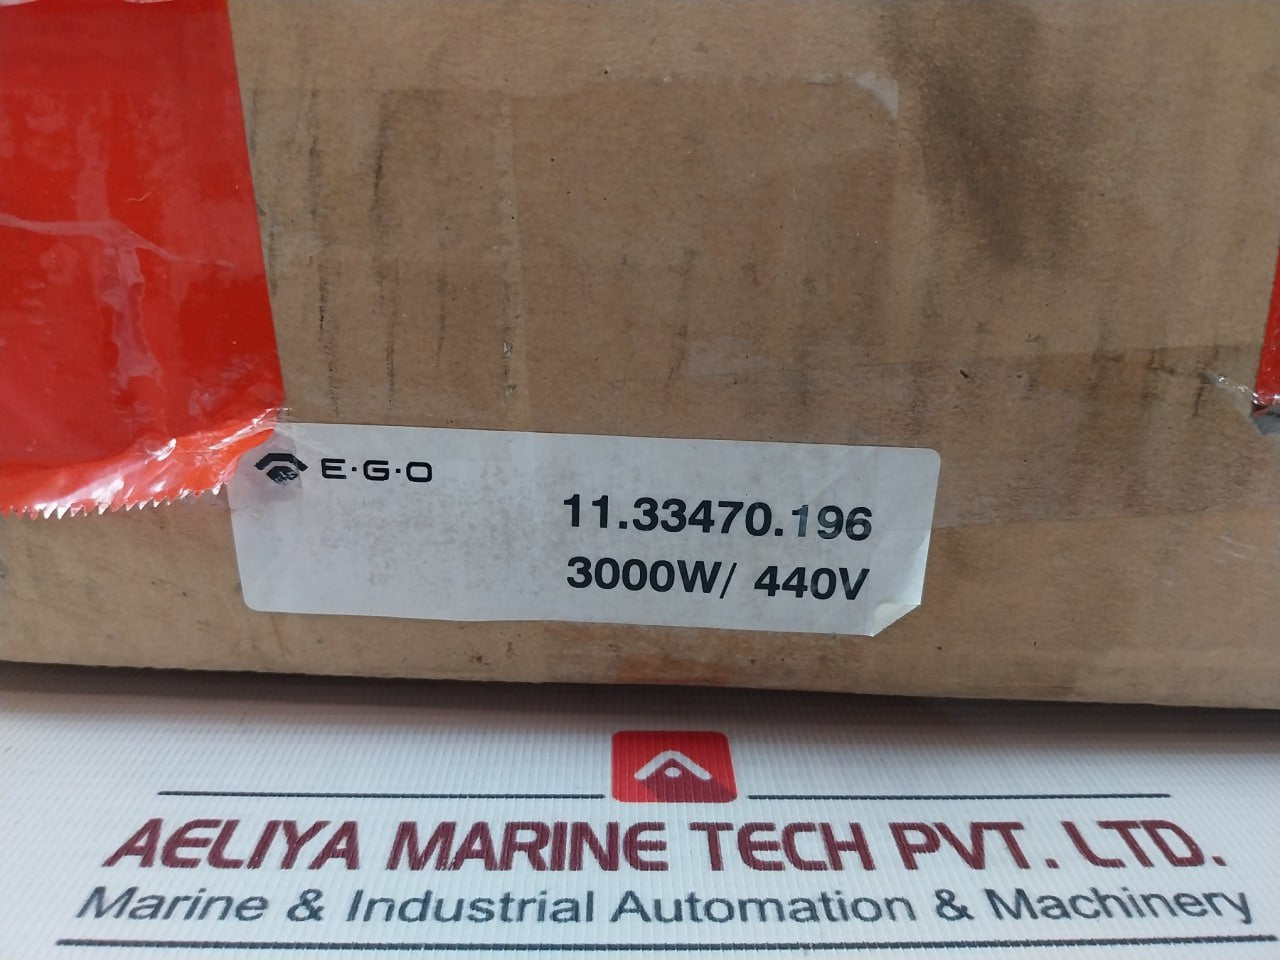 E·G·O
11.33470.196
3000W/ 440V
AELIYA MARINE TECH PVT. LTD.
Marine & Industrial Automation & Machinery